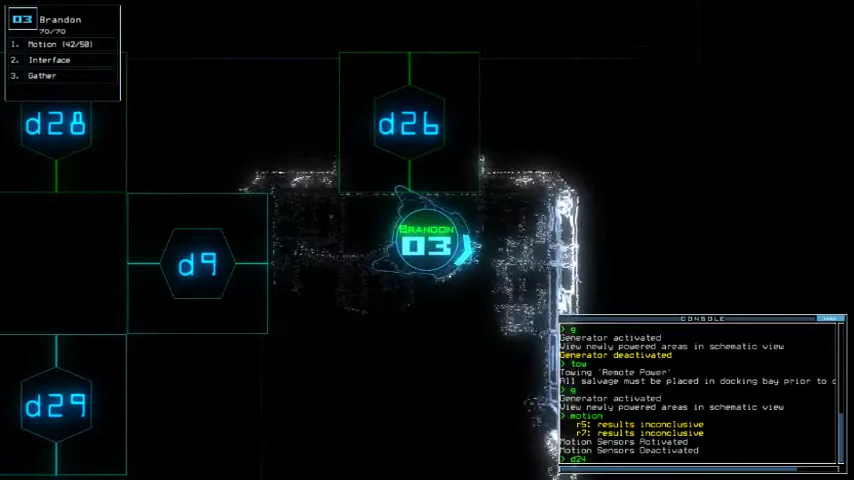 03 Brandon
70/70
1. Motion (42/50)
2. Interface
3. Gather
d28
d26
d9
BRANDON
03
d29
CONSOLE
> g
Generator activated
View newly powered areas in schematic view
Generator deactivated
> tow
Towing 'Remote Power'
All salvage must be placed in docking bay prior to
> g
Generator activated
View newly powered areas in schematic view
> motion
r5: results inconclusive
r7: results inconclusive
Motion Sensors Activated
Motion Sensors Deactivated
> d24